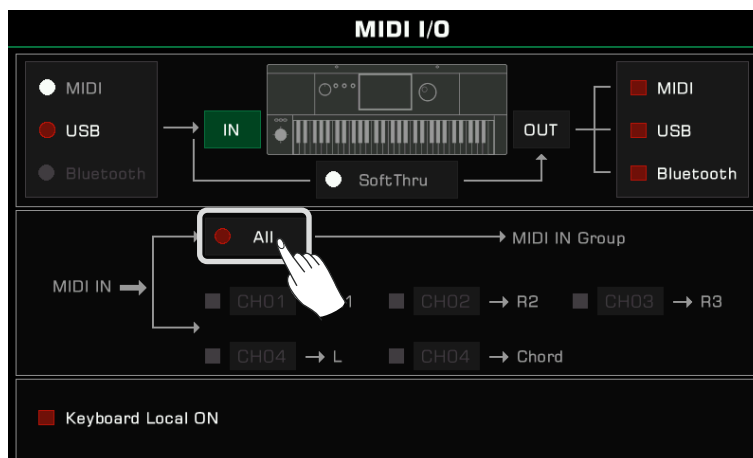 MIDI I/O
MIDI
USB
Bluetooth
IN
OUT
SoftThru
MIDI
USB
Bluetooth
MIDI IN
All
MIDI IN Group
CH01
1
CH02
R2
CH03
R3
CH04
L
CH04
Chord
Keyboard Local ON